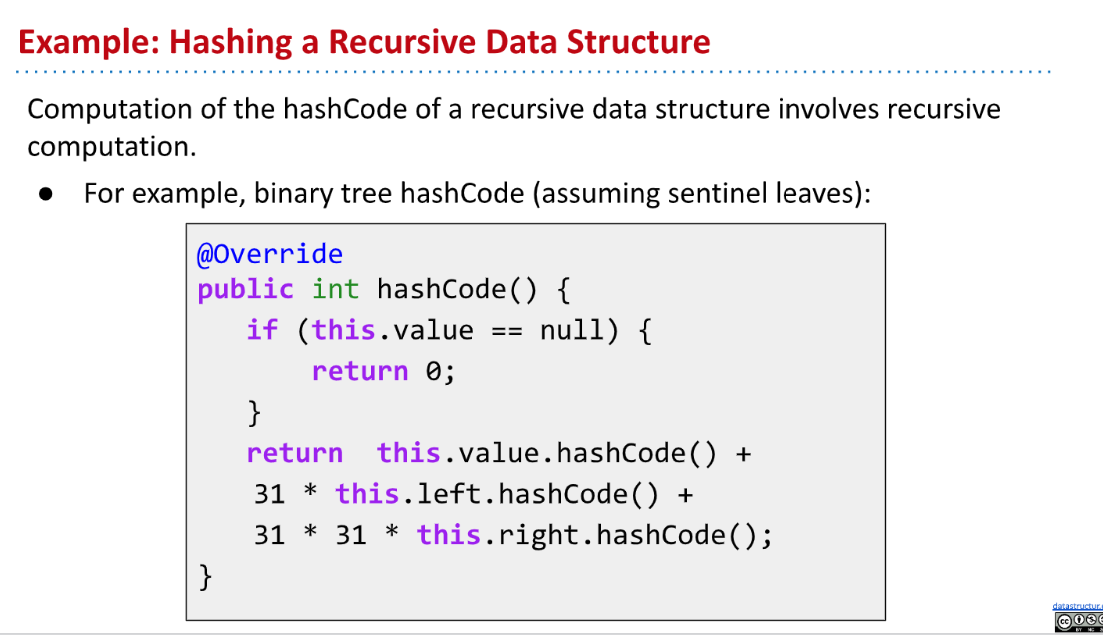 Example: Hashing a Recursive Data Structure
Computation of the hashCode of a recursive data structure involves recursive
computation.
● For example, binary tree hashCode (assuming sentinel leaves):
@Override
public int hashCode() {
   if (this.value == null) {
       return 0;
   }
   return  this.value.hashCode() +
   31 * this.left.hashCode() +
   31 * 31 * this.right.hashCode();
}
datastructur.